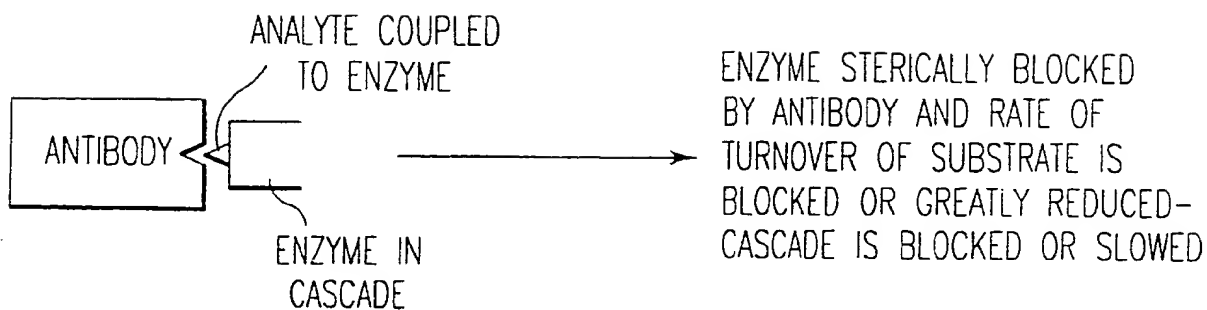 ANALYTE COUPLED
TO ENZYME
ANTIBODY
ENZYME IN
CASCADE
ENZYME STERICALLY BLOCKED
BY ANTIBODY AND RATE OF
TURNOVER OF SUBSTRATE IS
BLOCKED OR GREATLY REDUCED-
CASCADE IS BLOCKED OR SLOWED